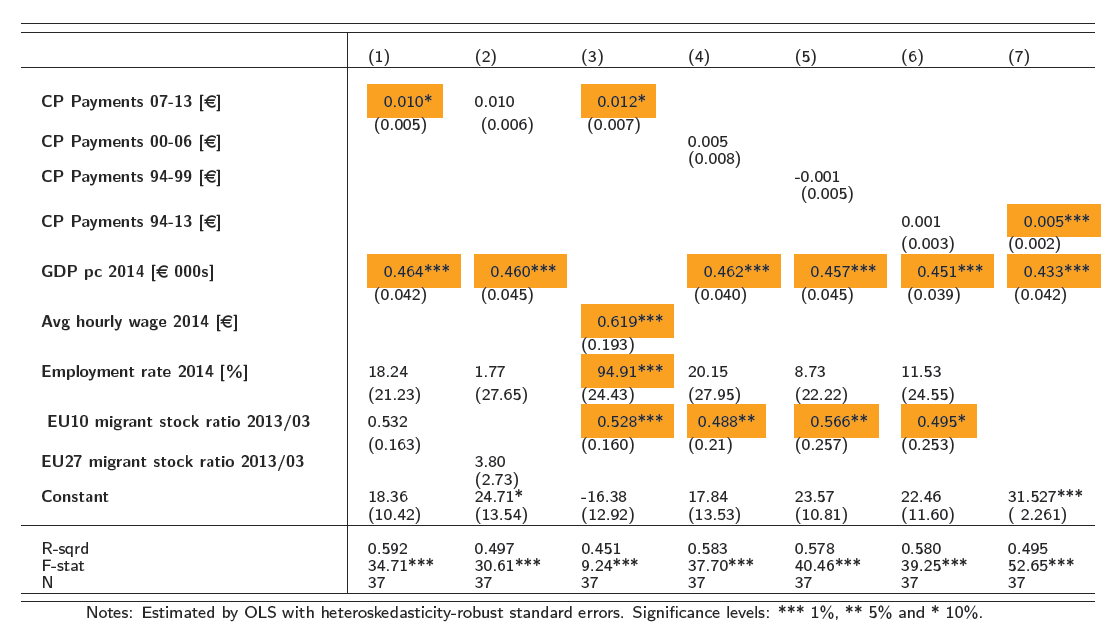 (1) (2) (3) (4) (5) (6) (7)
CP Payments 07-13 [€] 0.010* 0.010 0.012*
(0.005) (0.006) (0.007)
CP Payments 00-06 [€] 0.005
(0.008)
CP Payments 94-99 [€] -0.001
(0.005)
CP Payments 94-13 [€] 0.001 0.005***
(0.003) (0.002)
GDP pc 2014 [€ 000s] 0.464*** 0.460*** 0.462*** 0.457*** 0.451*** 0.433***
(0.042) (0.045) (0.040) (0.045) (0.039) (0.042)
Avg hourly wage 2014 [€] 0.619***
(0.193)
Employment rate 2014 [%] 18.24 1.77 94.91*** 20.15 8.73 11.53
(21.23) (27.65) (24.43) (27.95) (22.22) (24.55)
EU10 migrant stock ratio 2013/03 0.532 0.528*** 0.488** 0.566** 0.495*
(0.163) (0.160) (0.21) (0.257) (0.253)
EU27 migrant stock ratio 2013/03 3.80
(2.73)
Constant 18.36 24.71* -16.38 17.84 23.57 22.46 31.527***
(10.42) (13.54) (12.92) (13.53) (10.81) (11.60) ( 2.261)
R-sqrd 0.592 0.497 0.451 0.583 0.578 0.580 0.495
F-stat 34.71*** 30.61*** 9.24*** 37.70*** 40.46*** 39.25*** 52.65***
N 37 37 37 37 37 37 37
Notes: Estimated by OLS with heteroskedasticity-robust standard errors. Significance levels: *** 1%, ** 5% and * 10%.